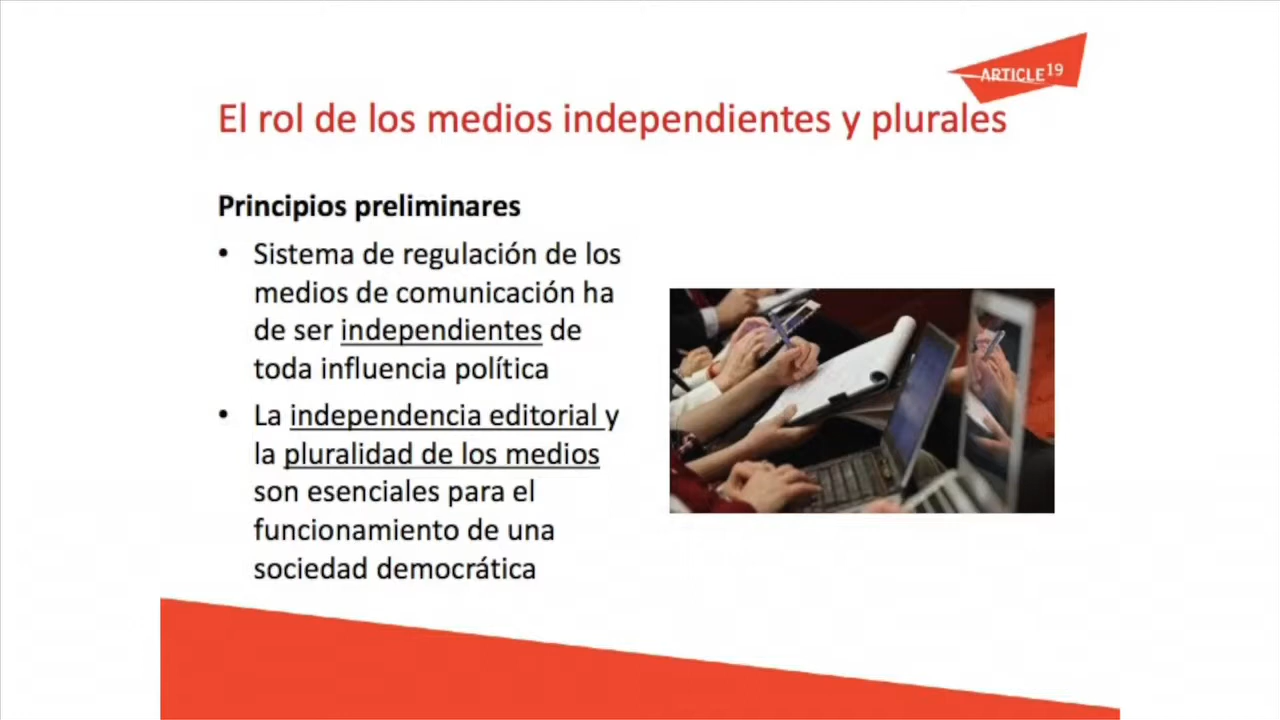 ARTICLE19
El rol de los medios independientes y plurales
Principios preliminares
• Sistema de regulación de los
medios de comunicación ha
de ser independientes de
toda influencia política
• La independencia editorial y
la pluralidad de los medios
son esenciales para el
funcionamiento de una
sociedad democrática